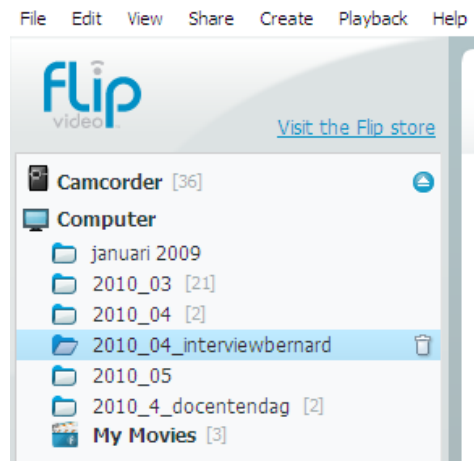 File Edit View Share Create Playback Help
flip
video
Visit the Flip store
Camcorder [36]
Computer
januari 2009
2010_03 [21]
2010_04 [2]
2010_04_interviewbernard
2010_05
2010_4_docentendag [2]
My Movies [3]